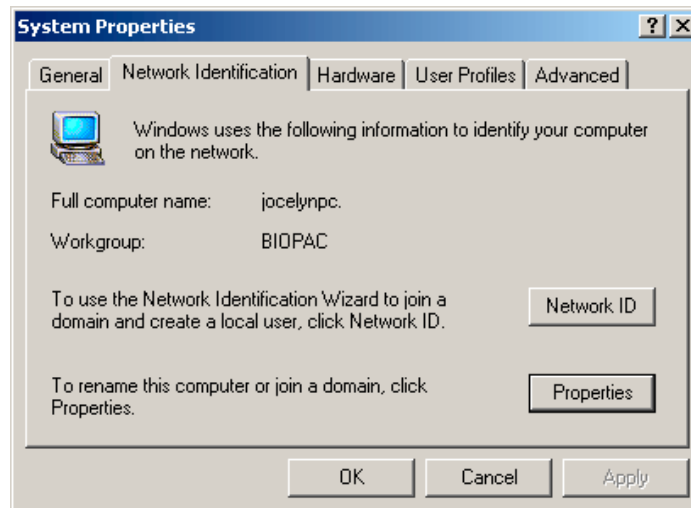 System Properties
?
General
Network Identification
Hardware
User Profiles
Advanced
Windows uses the following information to identify your computer
on the network.
Full computer name: jocelynpc.
Workgroup: BIOPAC
To use the Network Identification Wizard to join a
domain and create a local user, click Network ID.
Network ID
To rename this computer or join a domain, click
Properties.
Properties
OK
Cancel
Apply